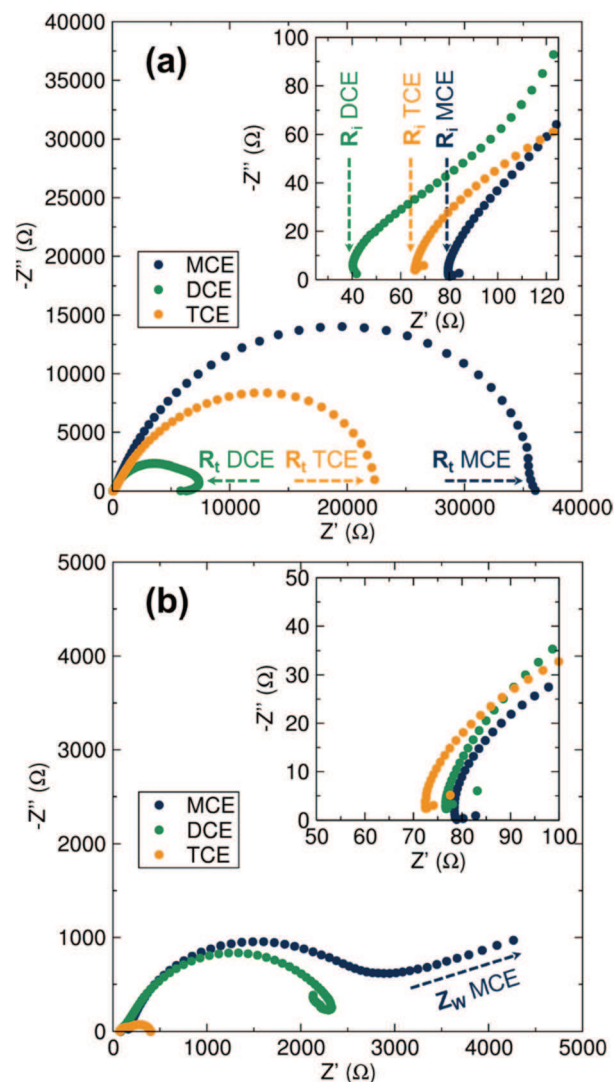 40000
35000
30000
25000
20000
15000
10000
5000
0
-Z'' (Ω)
(a)
MCE
DCE
TCE
100
80
60
40
20
0
-Z'' (Ω)
Ri DCE
Ri TCE
Ri MCE
40 60 80 100 120
Z' (Ω)
Rt DCE
Rt TCE
Rt MCE
0 10000 20000 30000 40000
Z' (Ω)
5000
4000
3000
2000
1000
0
-Z'' (Ω)
(b)
MCE
DCE
TCE
50
40
30
20
10
0
-Z'' (Ω)
50 60 70 80 90 100
Z' (Ω)
Zw MCE
0 1000 2000 3000 4000 5000
Z' (Ω)